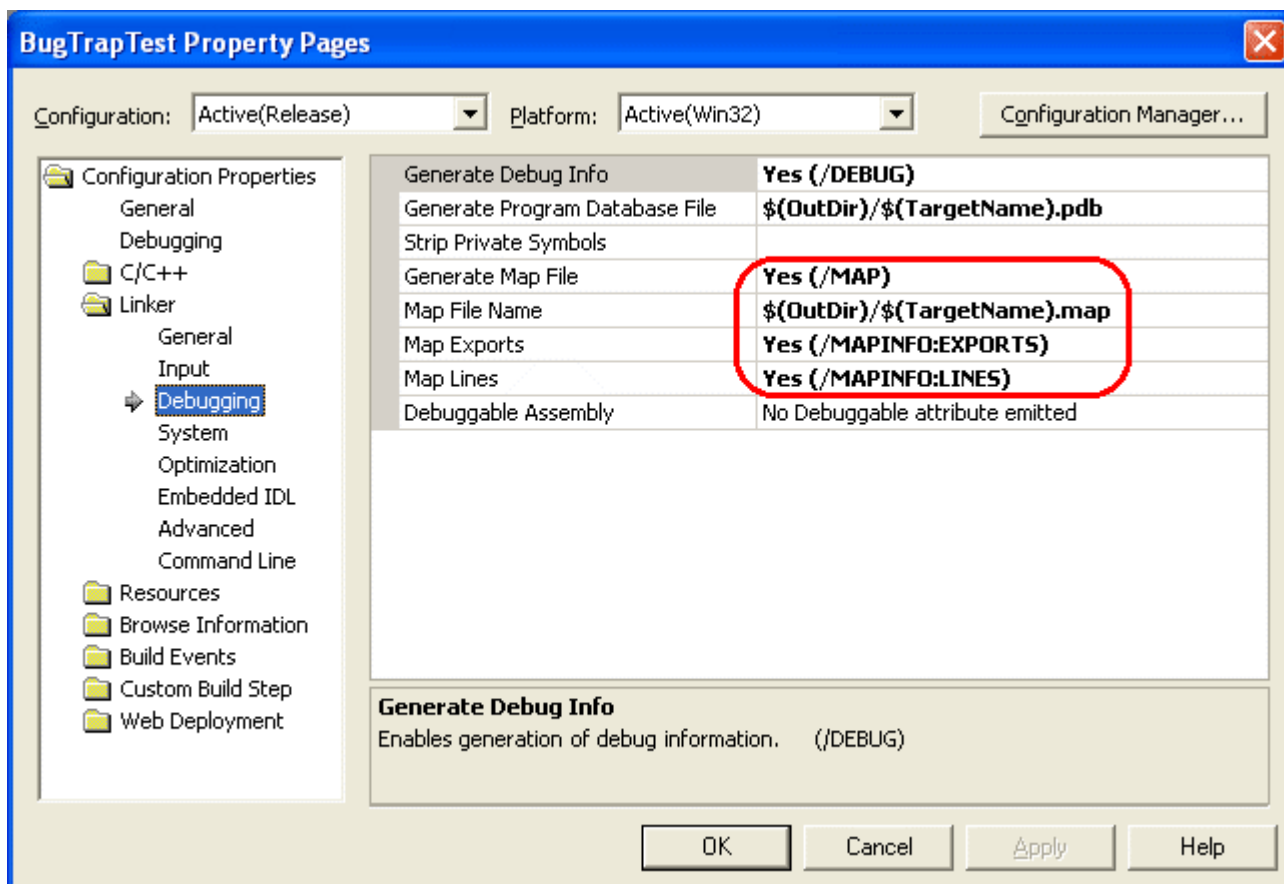 BugTrapTest Property Pages
Configuration: Active(Release) Platform: Active(Win32) Configuration Manager...
Configuration Properties
General
Debugging
C/C++
Linker
General
Input
Debugging
System
Optimization
Embedded IDL
Advanced
Command Line
Resources
Browse Information
Build Events
Custom Build Step
Web Deployment
Generate Debug Info Yes (/DEBUG)
Generate Program Database File $(OutDir)/$(TargetName).pdb
Strip Private Symbols
Generate Map File Yes (/MAP)
Map File Name $(OutDir)/$(TargetName).map
Map Exports Yes (/MAPINFO:EXPORTS)
Map Lines Yes (/MAPINFO:LINES)
Debuggable Assembly No Debuggable attribute emitted
Generate Debug Info
Enables generation of debug information. (/DEBUG)
OK Cancel Apply Help